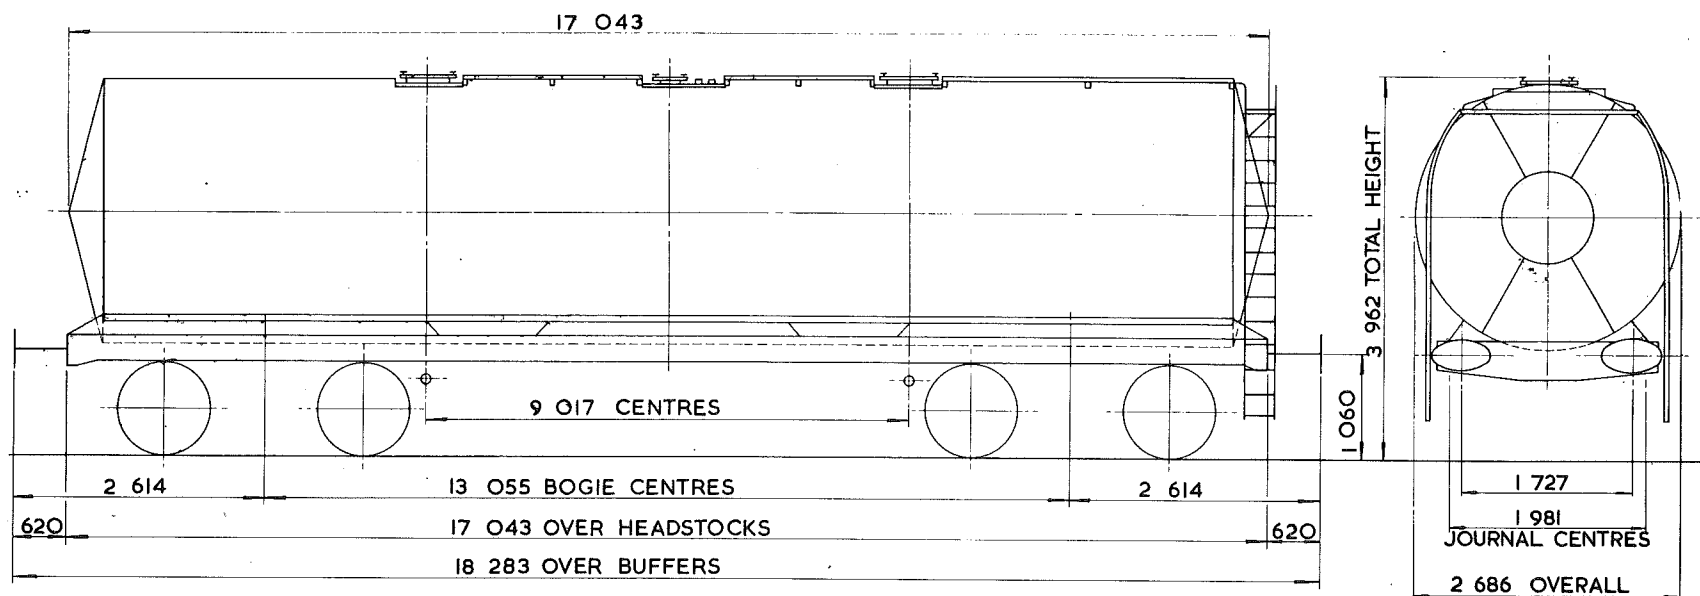 17 043
3 962 TOTAL HEIGHT
9 017 CENTRES
1 060
2 614
13 055 BOGIE CENTRES
2 614
1 727
620
17 043 OVER HEADSTOCKS
620
1 981
JOURNAL CENTRES
18 283 OVER BUFFERS
2 686 OVERALL